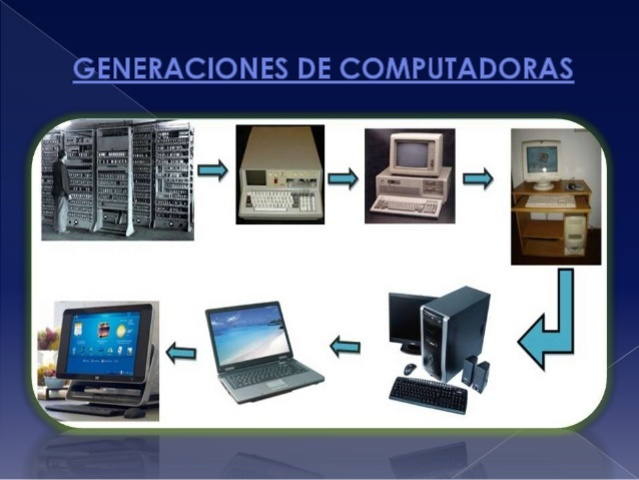 GENERACIONES DE COMPUTADORAS